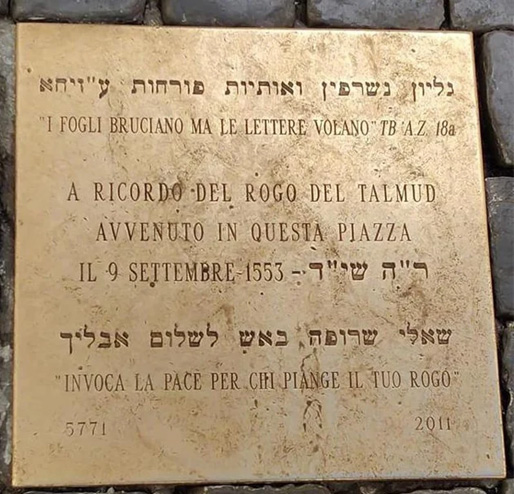 גליון נשרפין ואותיות פורחות ע"זיחא
"I FOGLI BRUCIANO MA LE LETTERE VOLANO" TB A.Z. 18a
A RICORDO DEL ROGO DEL TALMUD
AVVENUTO IN QUESTA PIAZZA
IL 9 SETTEMBRE 1553 - ר"ה שי"ד
שאלי שרופה באש לשלום אבליך
"INVOCA LA PACE PER CHI PIANGE IL TUO ROGO"
5771 2011